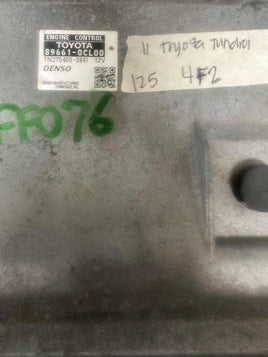 ENGINE CONTROL
TOYOTA
89661-0CL00
TN275400-3841 12V
DENSO
11 toyota tundra
125 4F2
FF076